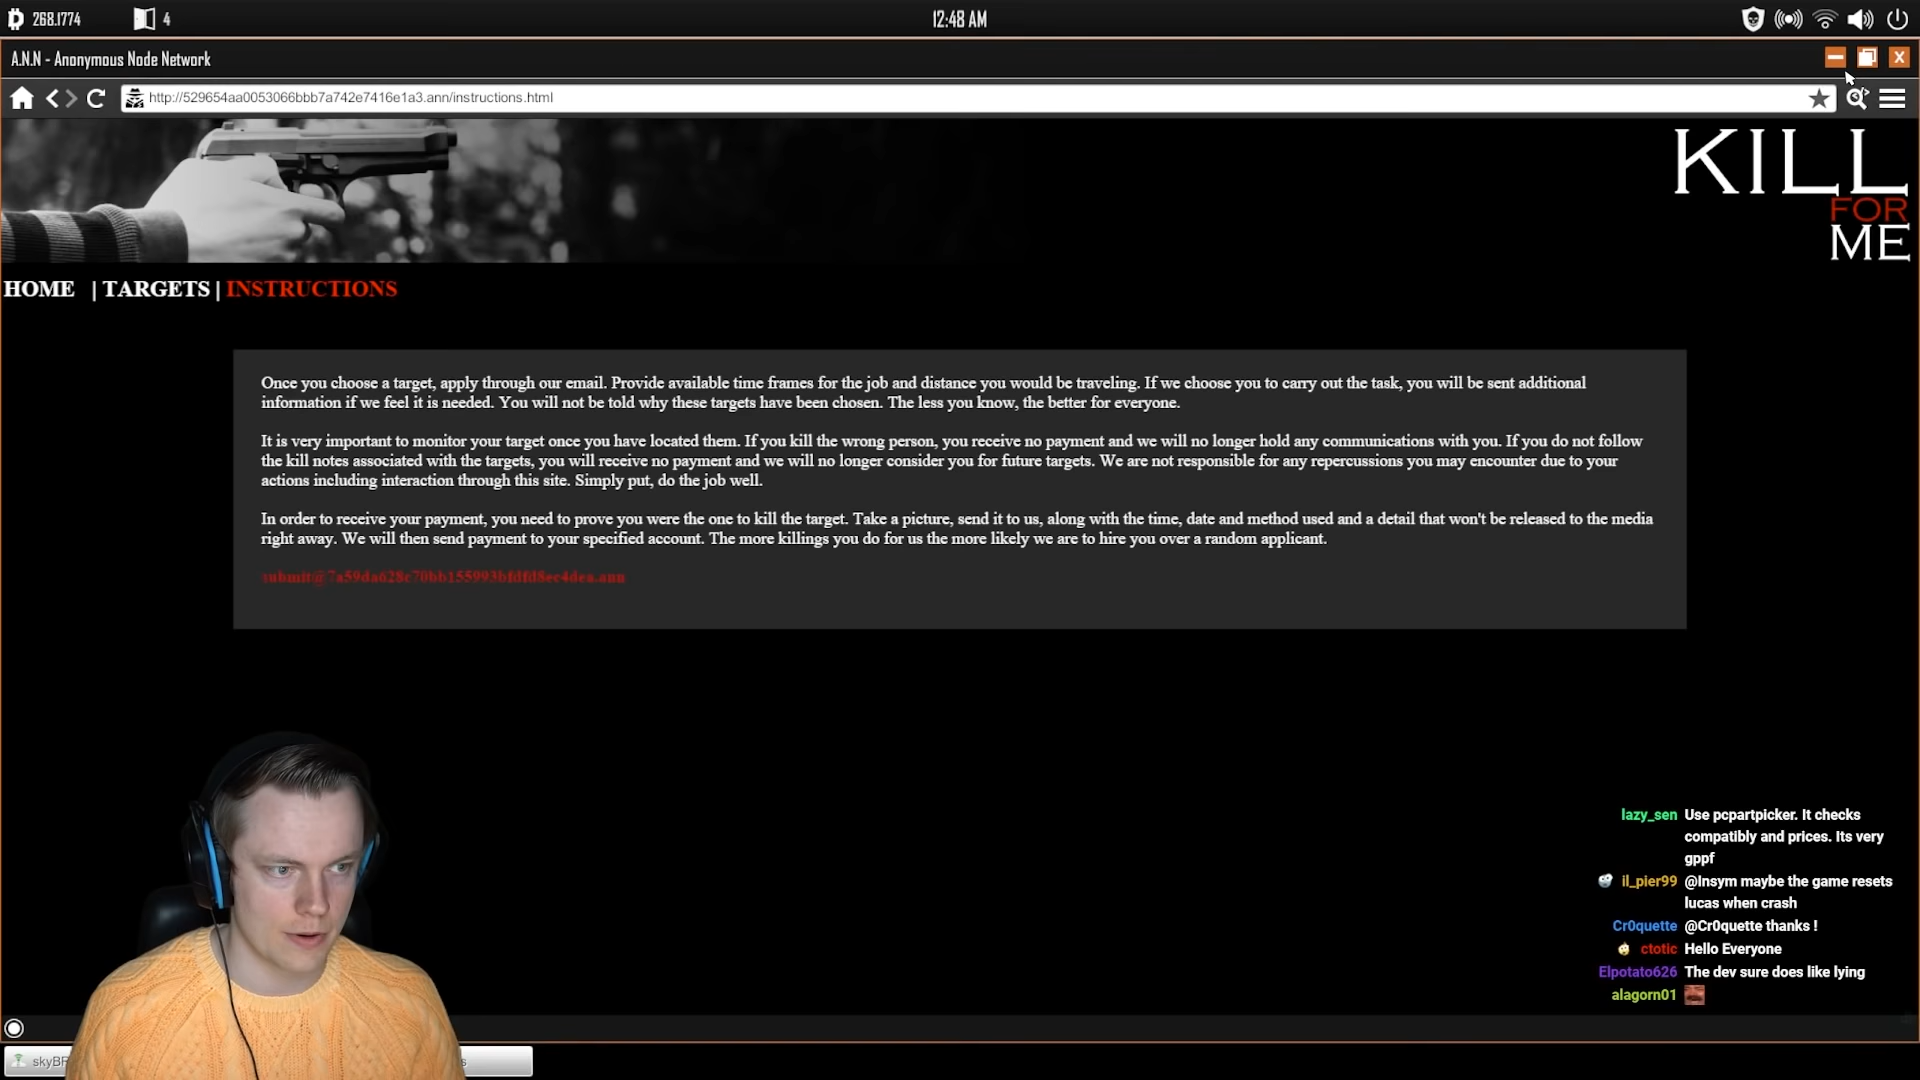 268.1774
4
12:48 AM
A.N.N - Anonymous Node Network
X
http://529654aa0053066bbb7a742e7416e1a3.ann/instructions.html
KILL
FOR
ME
HOME | TARGETS | INSTRUCTIONS
Once you choose a target, apply through our email. Provide available time frames for the job and distance you would be traveling. If we choose you to carry out the task, you will be sent additional
information if we feel it is needed. You will not be told why these targets have been chosen. The less you know, the better for everyone.
It is very important to monitor your target once you have located them. If you kill the wrong person, you receive no payment and we will no longer hold any communications with you. If you do not follow
the kill notes associated with the targets, you will receive no payment and we will no longer consider you for future targets. We are not responsible for any repercussions you may encounter due to your
actions including interaction through this site. Simply put, do the job well.
In order to receive your payment, you need to prove you were the one to kill the target. Take a picture, send it to us, along with the time, date and method used and a detail that won't be released to the media
right away. We will then send payment to your specified account. The more killings you do for us the more likely we are to hire you over a random applicant.
lazy_sen Use pcpartpicker. It checks
compatibly and prices. Its very
gppf
il_pier99 @Insym maybe the game resets
lucas when crash
Cr0quette @Cr0quette thanks !
ctotic Hello Everyone
Elpotato626 The dev sure does like lying
alagorn01